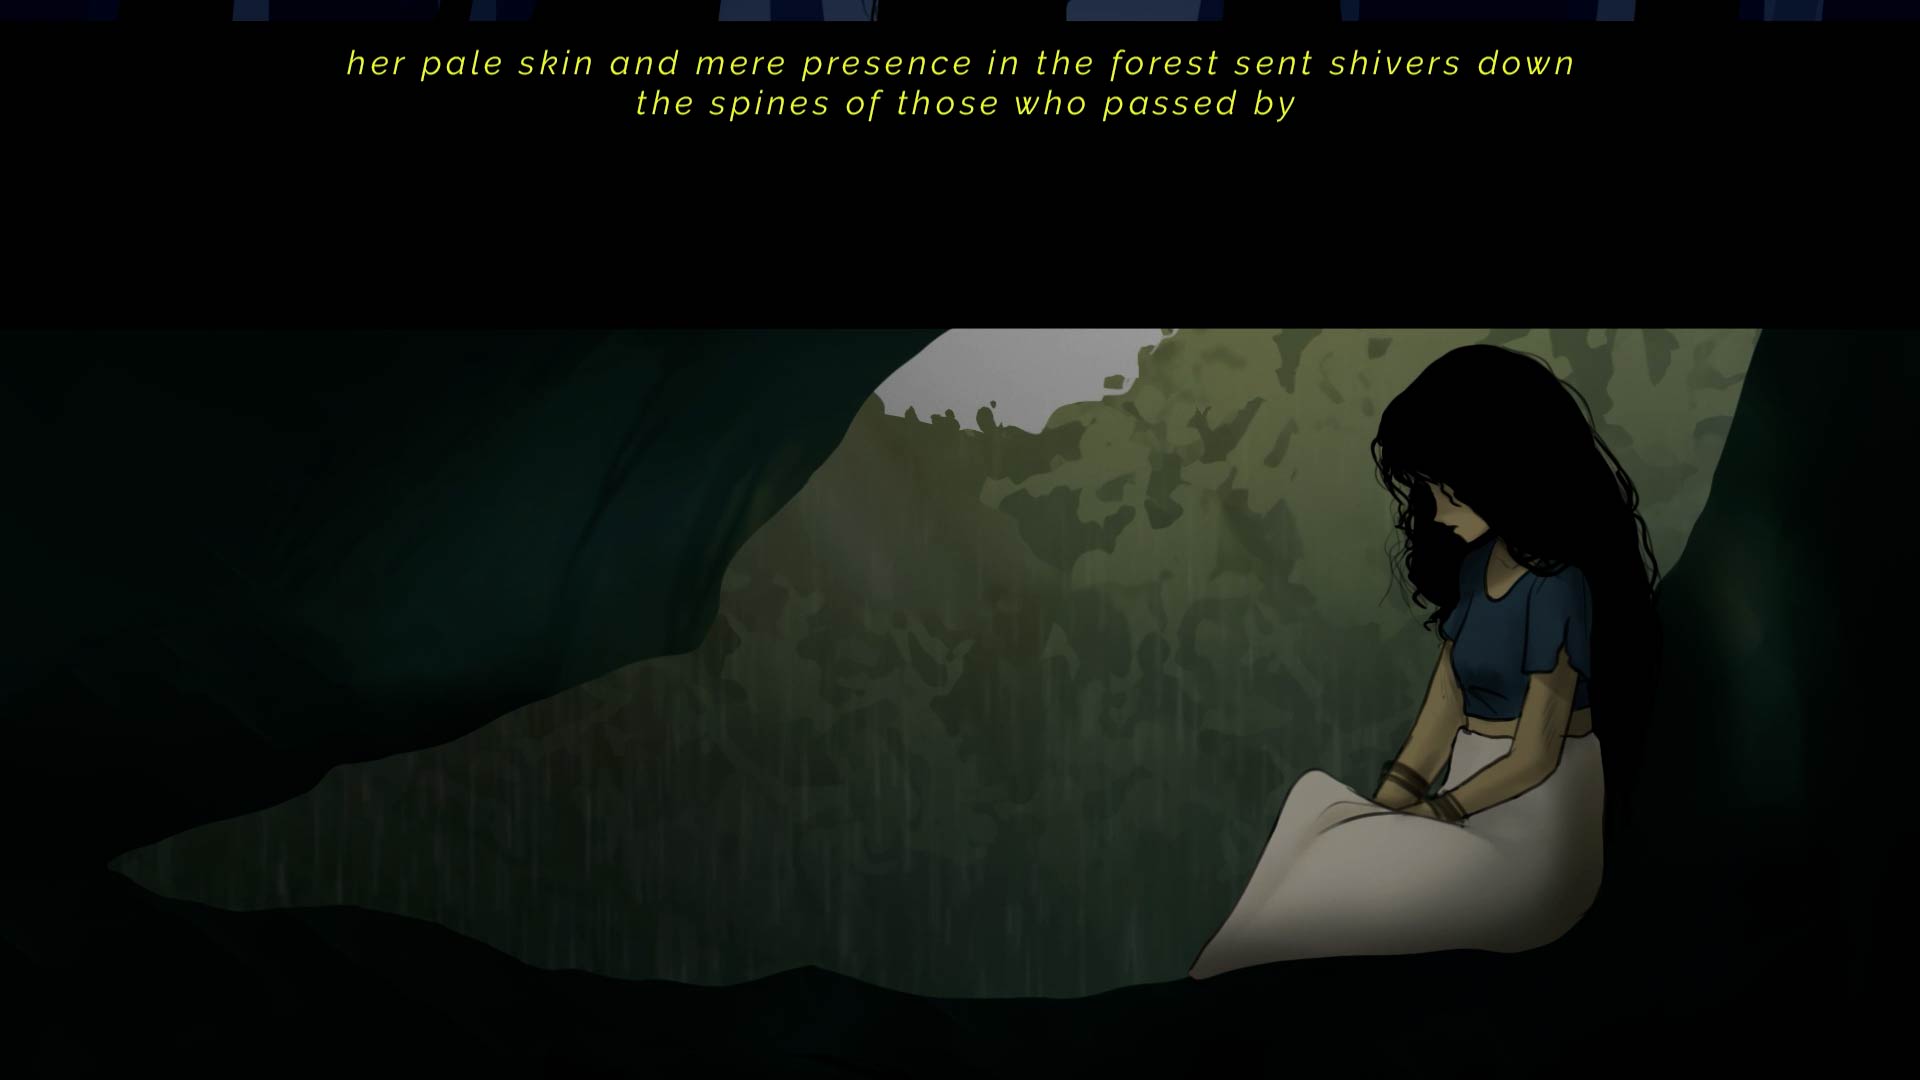 her pale skin and mere presence in the forest sent shivers down
the spines of those who passed by